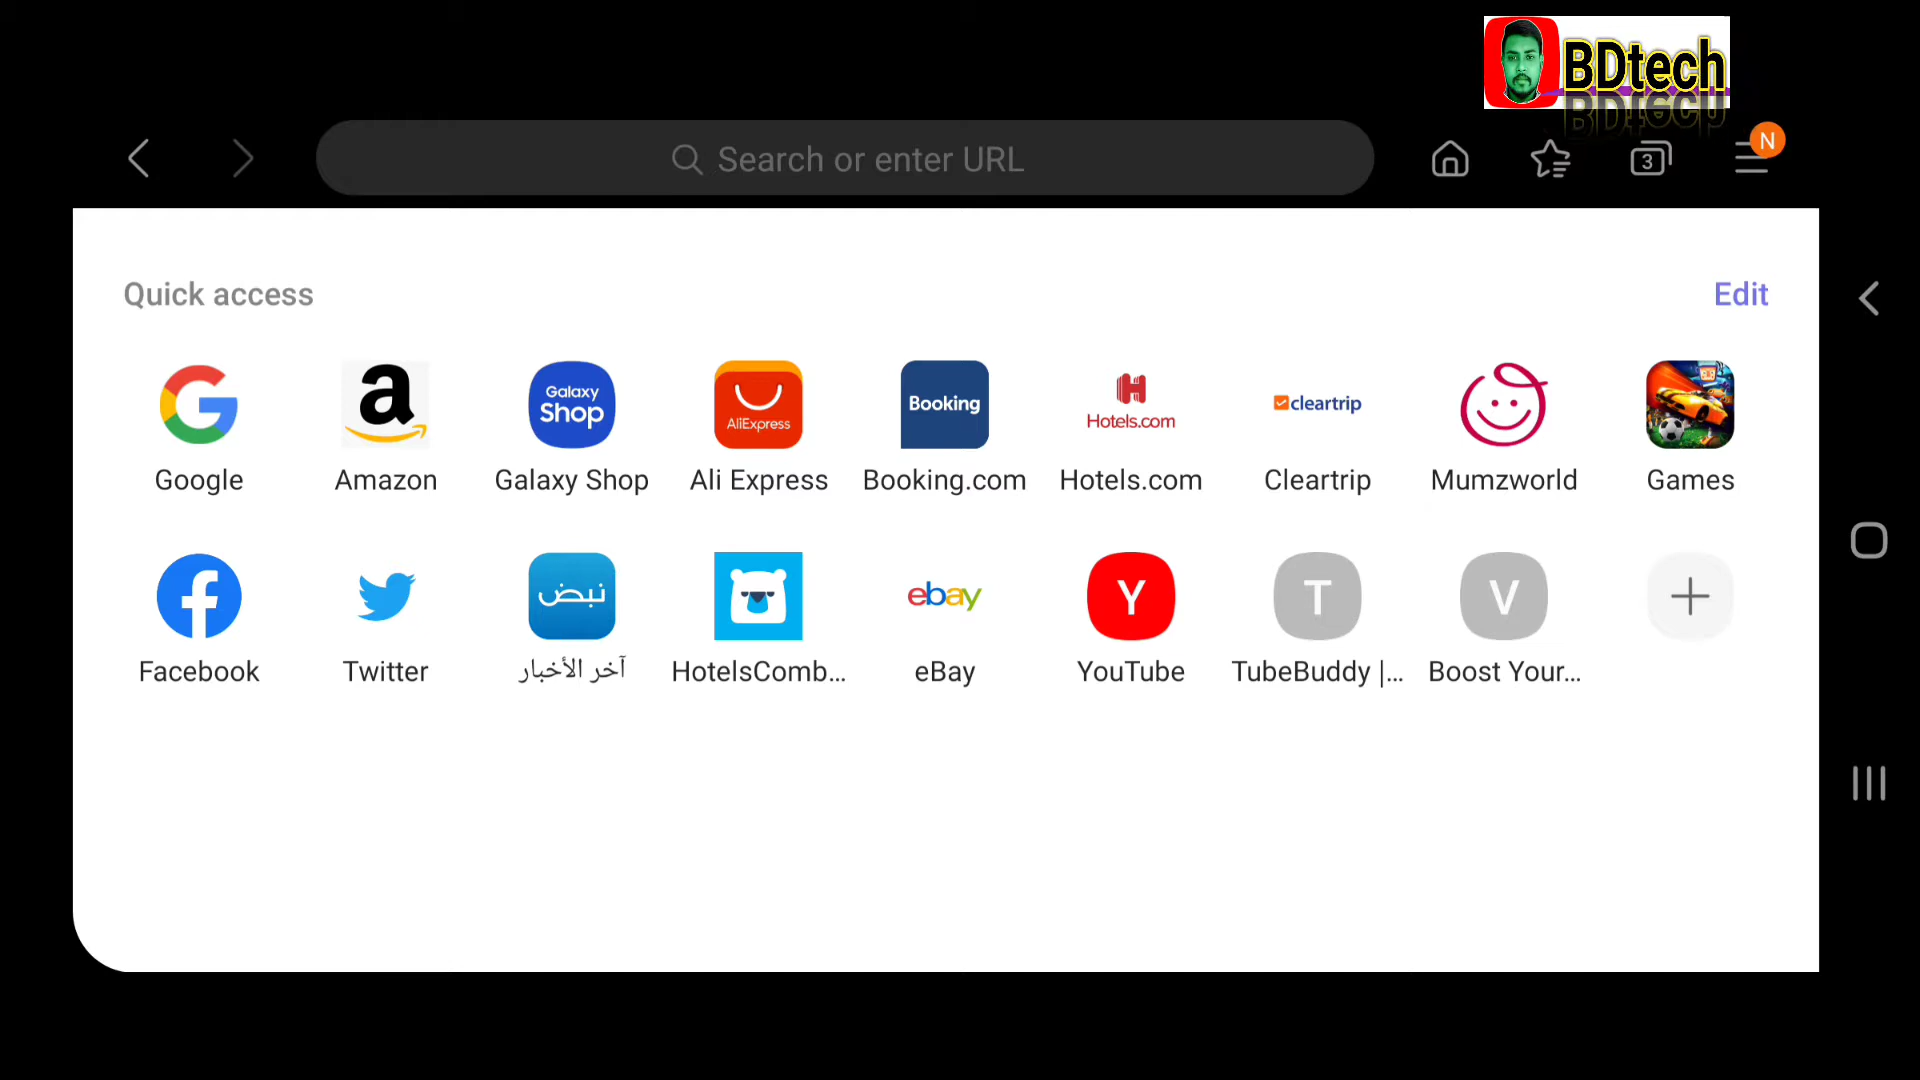 BDtech
Search or enter URL
3
N
Quick access
Edit
a
Galaxy
Shop
AliExpress
Booking
Hotels.com
cleartrip
Google
Amazon
Galaxy Shop
Ali Express
Booking.com
Hotels.com
Cleartrip
Mumzworld
Games
نبض
ebay
Y
T
V
Facebook
Twitter
آخر الأخبار
HotelsComb...
eBay
YouTube
TubeBuddy |...
Boost Your...